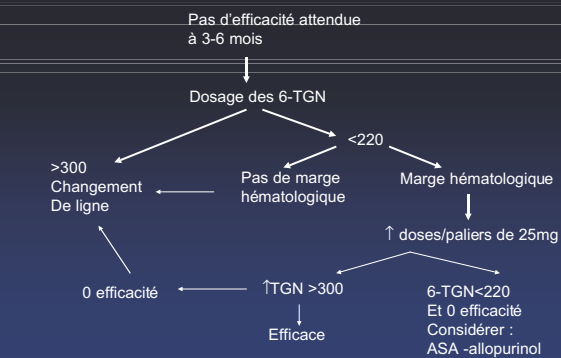 Pas d’efficacité attendue
à 3-6 mois
Dosage des 6-TGN
<220
>300
Changement
De ligne
Pas de marge
hématologique
Marge hématologique
↑ doses/paliers de 25mg
0 efficacité
↑TGN >300
Efficace
6-TGN<220
Et 0 efficacité
Considérer :
ASA -allopurinol